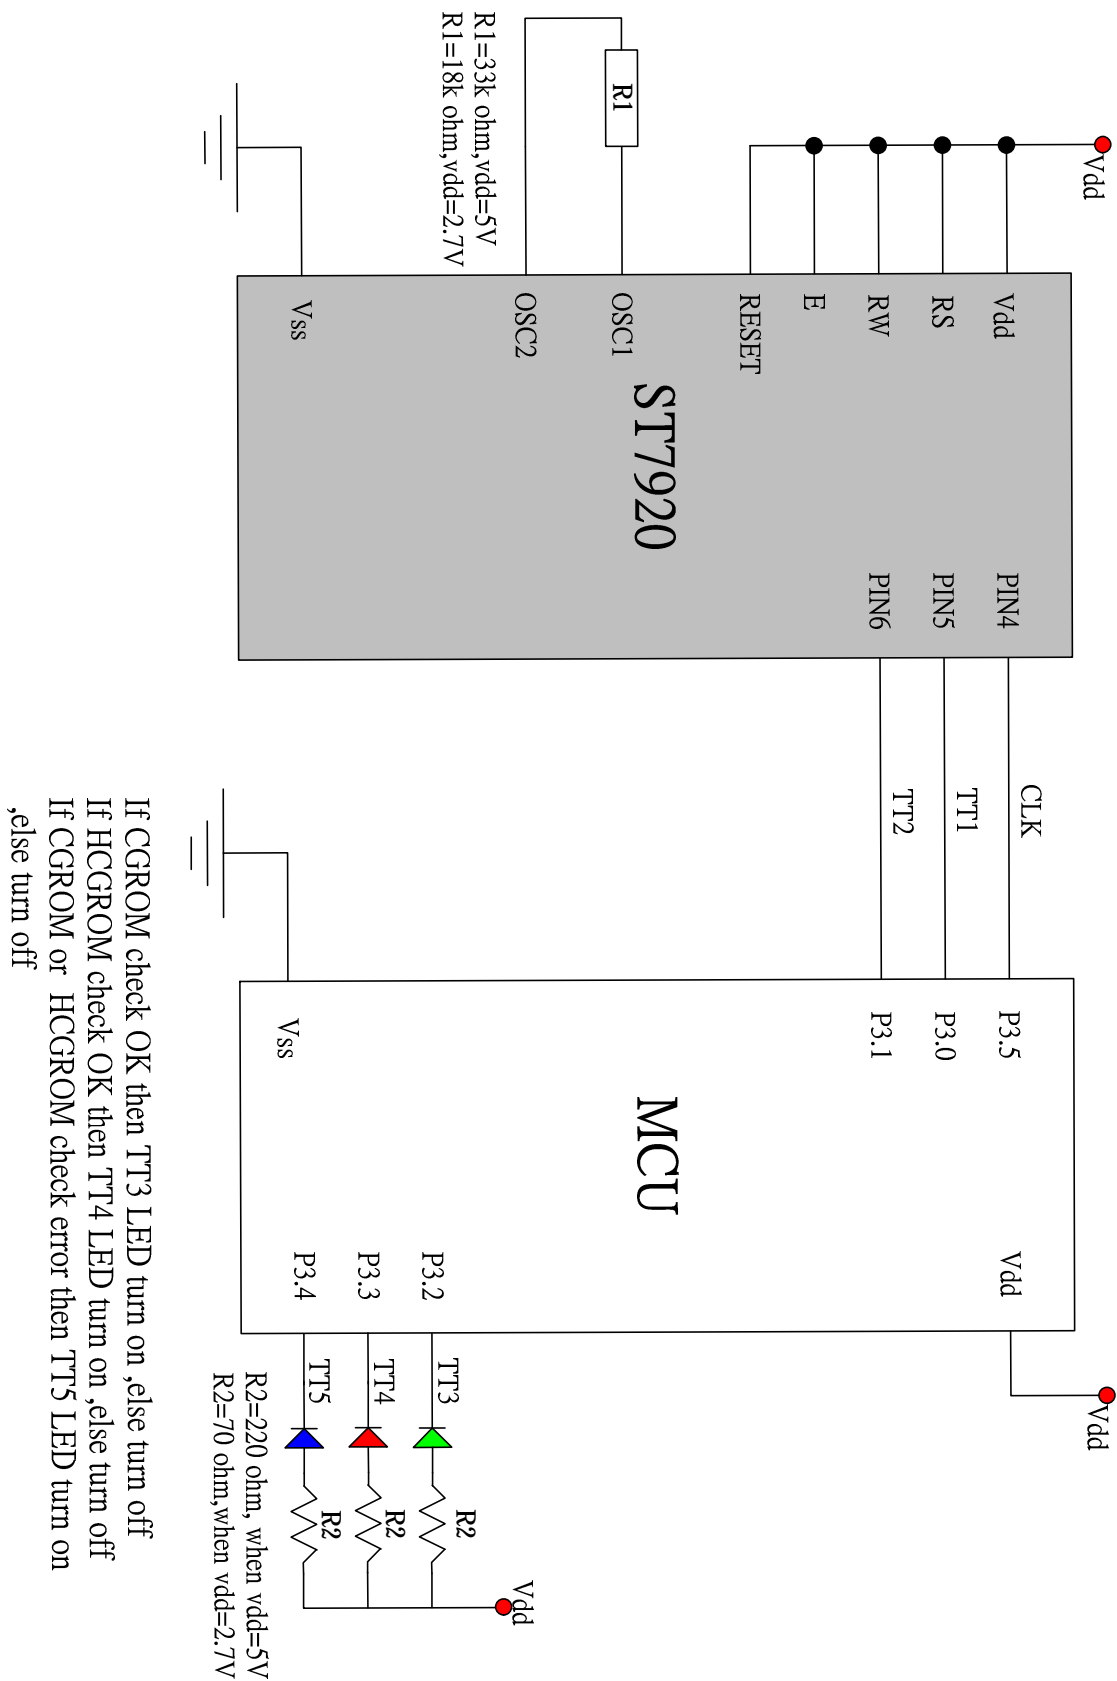 Vdd
R1
R1=33k ohm,vdd=5V
R1=18k ohm,vdd=2.7V
Vdd
RS
RW
E
RESET
OSC1
OSC2
Vss
ST7920
PIN4
PIN5
PIN6
CLK
TT1
TT2
P3.5
P3.0
P3.1
Vss
MCU
Vdd
P3.2
P3.3
P3.4
Vdd
TT3
TT4
TT5
R2
R2
R2
Vdd
R2=220 ohm, when vdd=5V
R2=70 ohm,when vdd=2.7V
If CGROM check OK then TT3 LED turn on ,else turn off
If HCGROM check OK then TT4 LED turn on ,else turn off
If CGROM or HCGROM check error then TT5 LED turn on
,else turn off